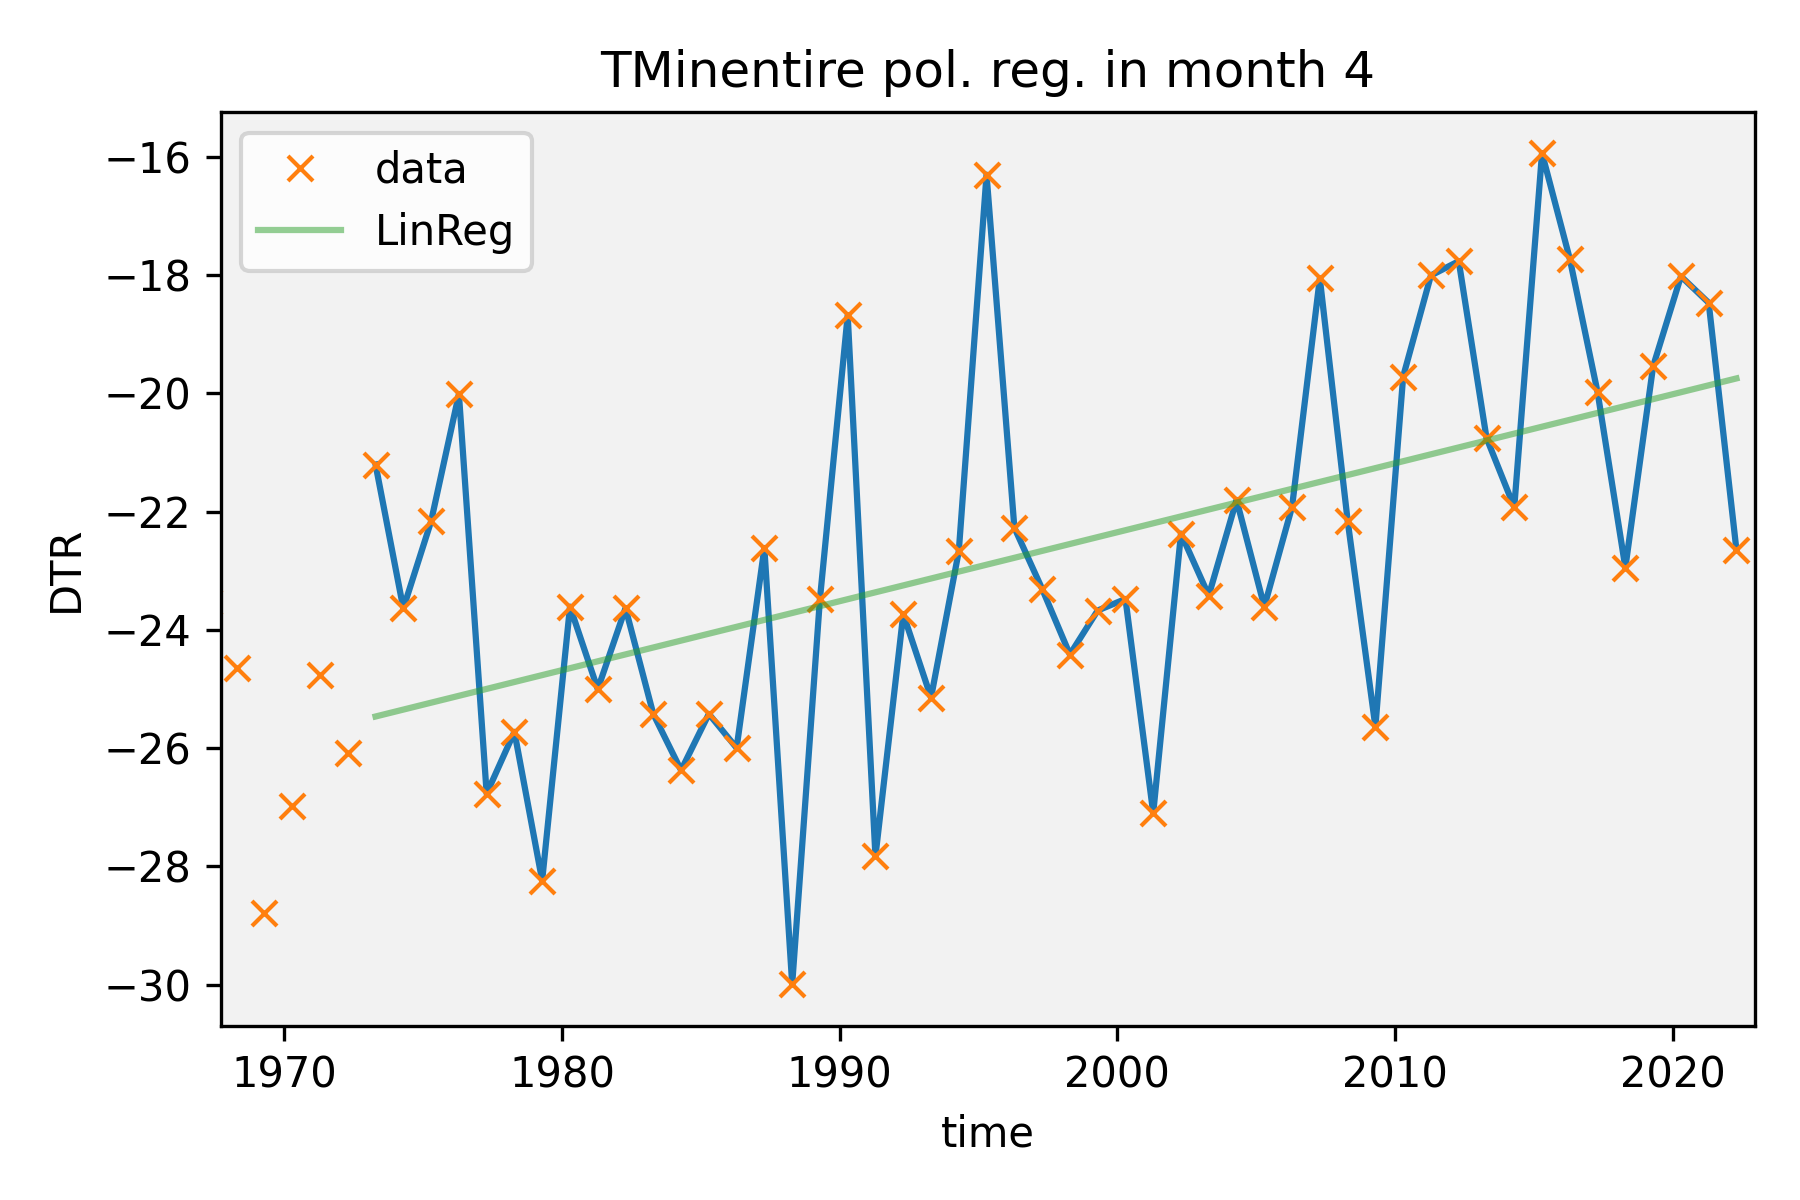 TMinentire pol. reg. in month 4
data
LinReg
−16
−18
−20
−22
−24
−26
−28
−30
DTR
1970 1980 1990 2000 2010 2020
time